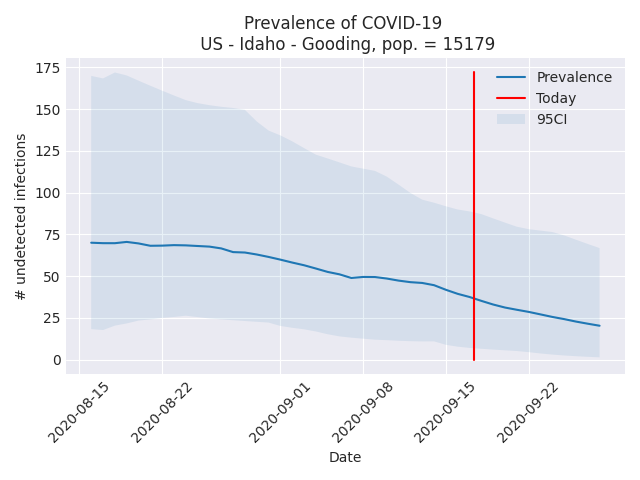 Prevalence of COVID-19
US - Idaho - Gooding, pop. = 15179
175
150
125
100
75
50
25
0
# undetected infections
Prevalence
Today
95CI
2020-08-15
2020-08-22
2020-09-01
2020-09-08
2020-09-15
2020-09-22
Date